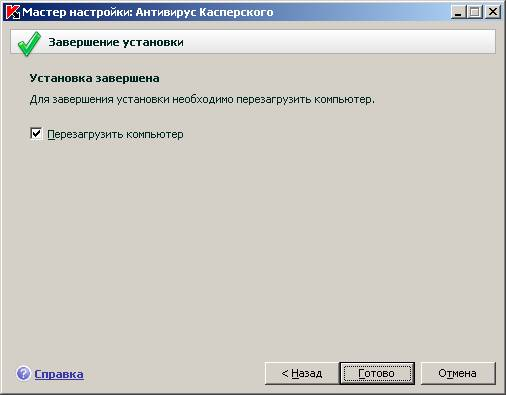 Мастер настройки: Антивирус Касперского
Завершение установки
Установка завершена
Для завершения установки необходимо перезагрузить компьютер.
Перезагрузить компьютер
Справка
< Назад
Готово
Отмена